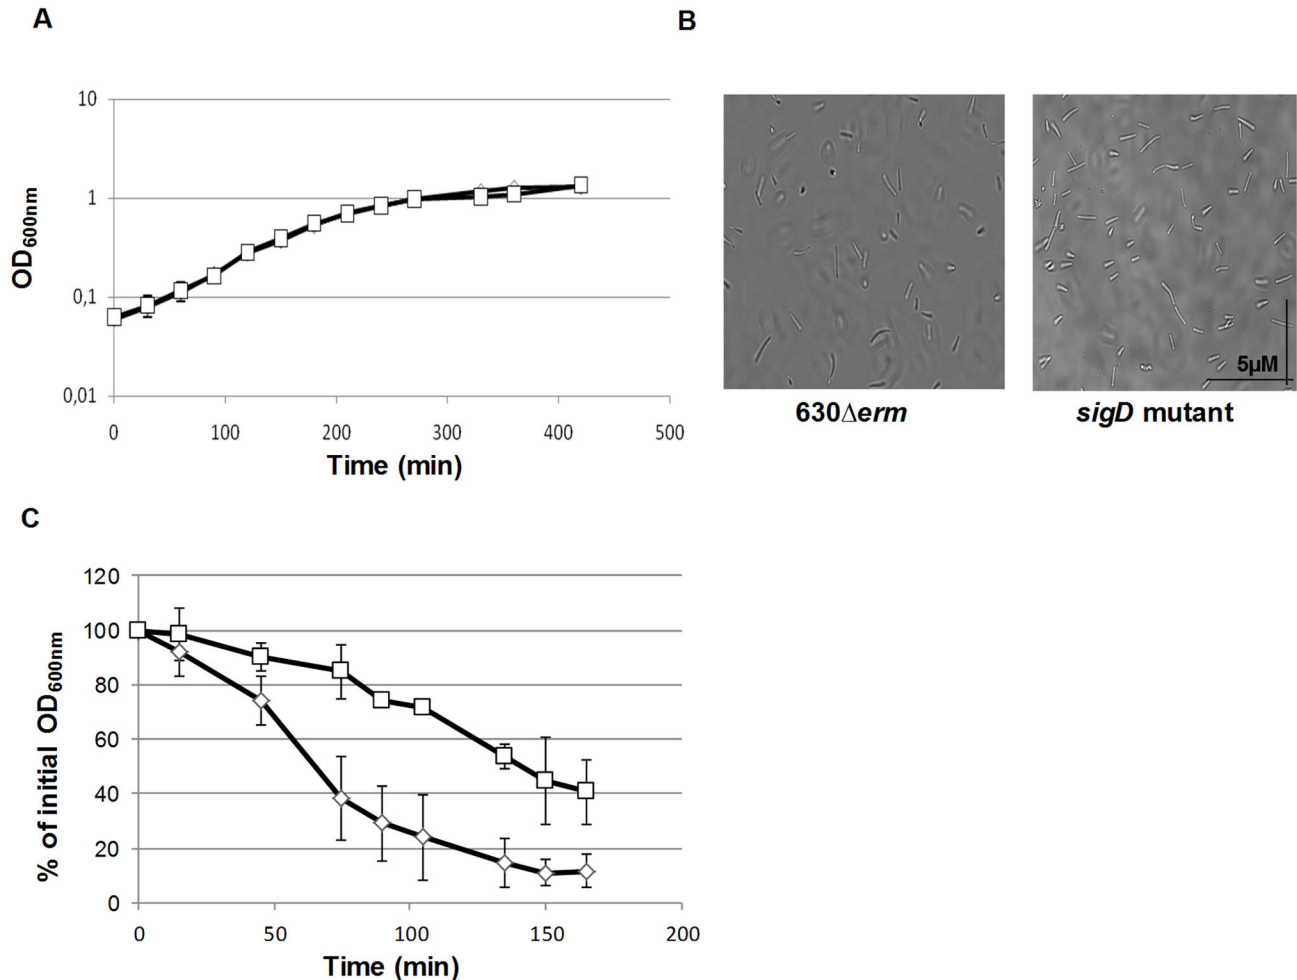 A
B
10
1
0,1
0,01
OD600nm
0
100
200
300
400
500
Time (min)
5µM
630Δerm
sigD mutant
C
120
100
80
60
40
20
0
% of initial OD600nm
0
50
100
150
200
Time (min)